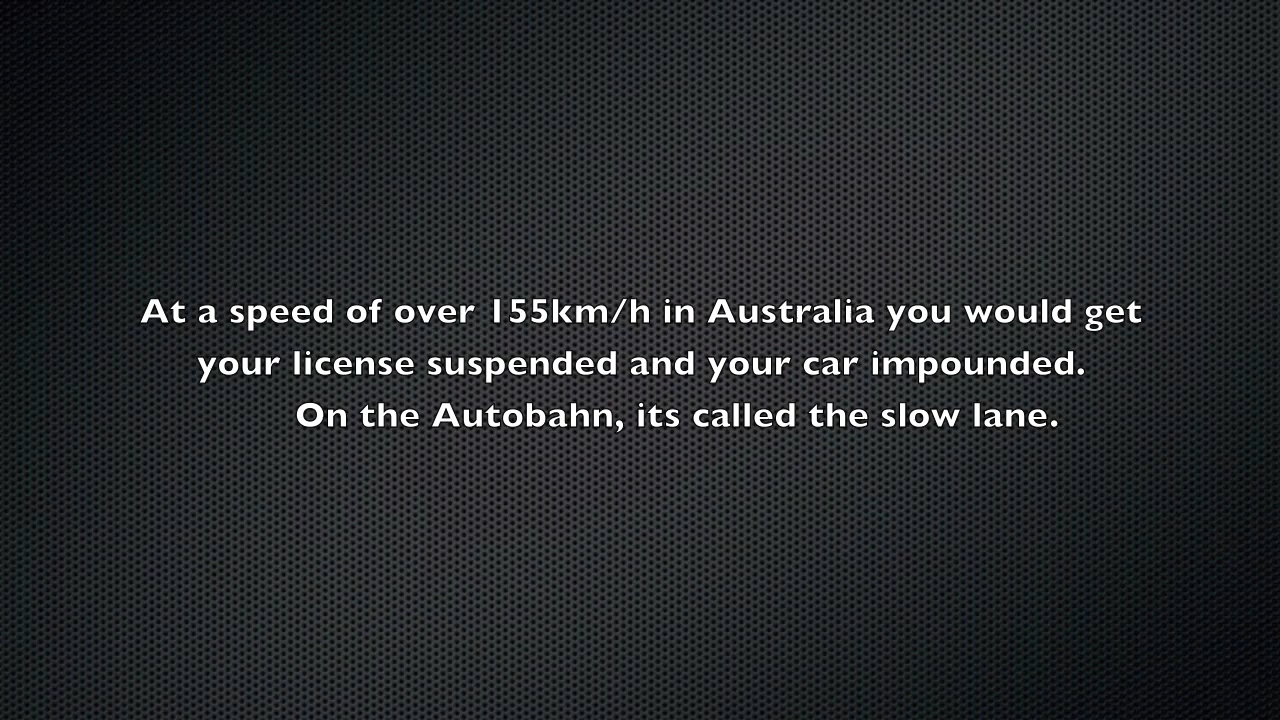 At a speed of over 155km/h in Australia you would get
your license suspended and your car impounded.
On the Autobahn, its called the slow lane.